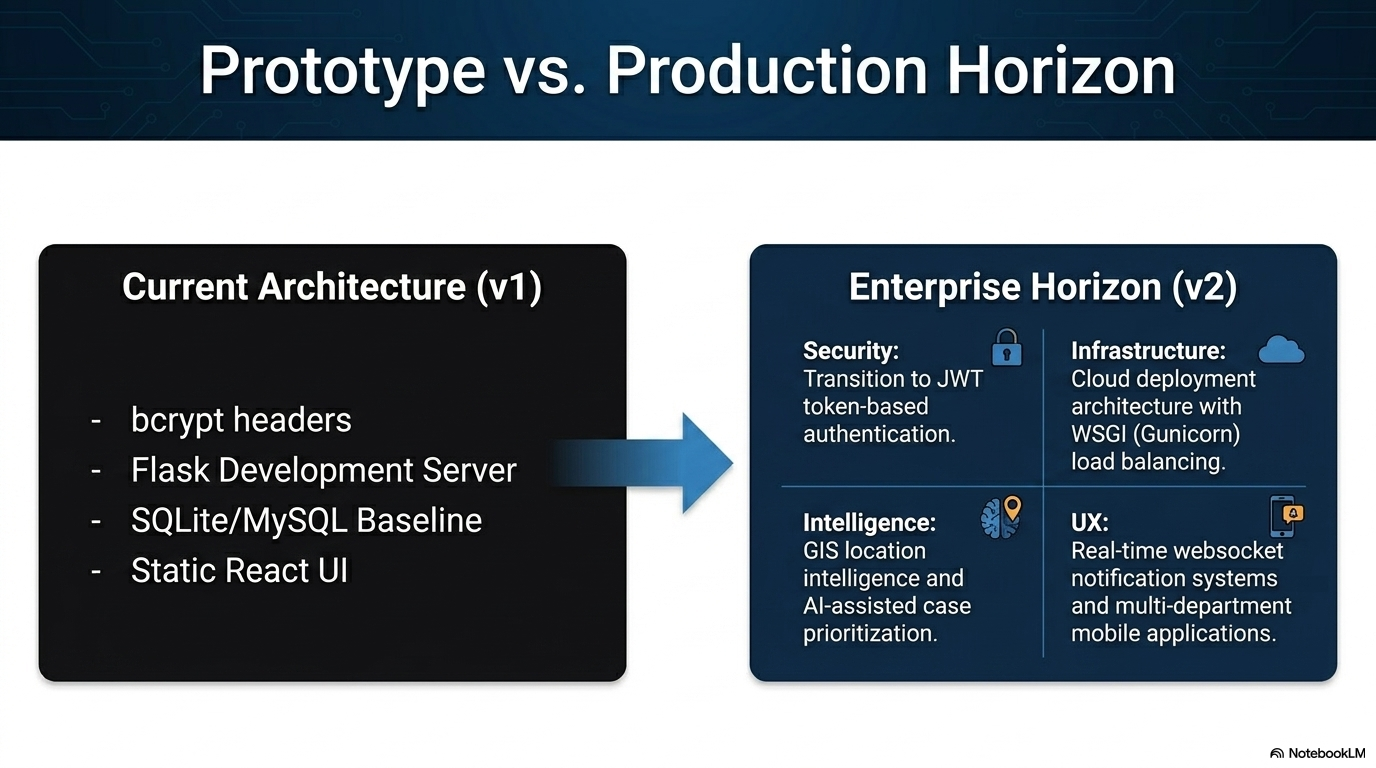 Prototype vs. Production Horizon
Current Architecture (v1)
- bcrypt headers
- Flask Development Server
- SQLite/MySQL Baseline
- Static React UI
Enterprise Horizon (v2)
Security:
Transition to JWT
token-based
authentication.
Infrastructure:
Cloud deployment
architecture with
WSGI (Gunicorn)
load balancing.
Intelligence:
GIS location
intelligence and
AI-assisted case
prioritization.
UX:
Real-time websocket
notification systems
and multi-department
mobile applications.
NotebookLM